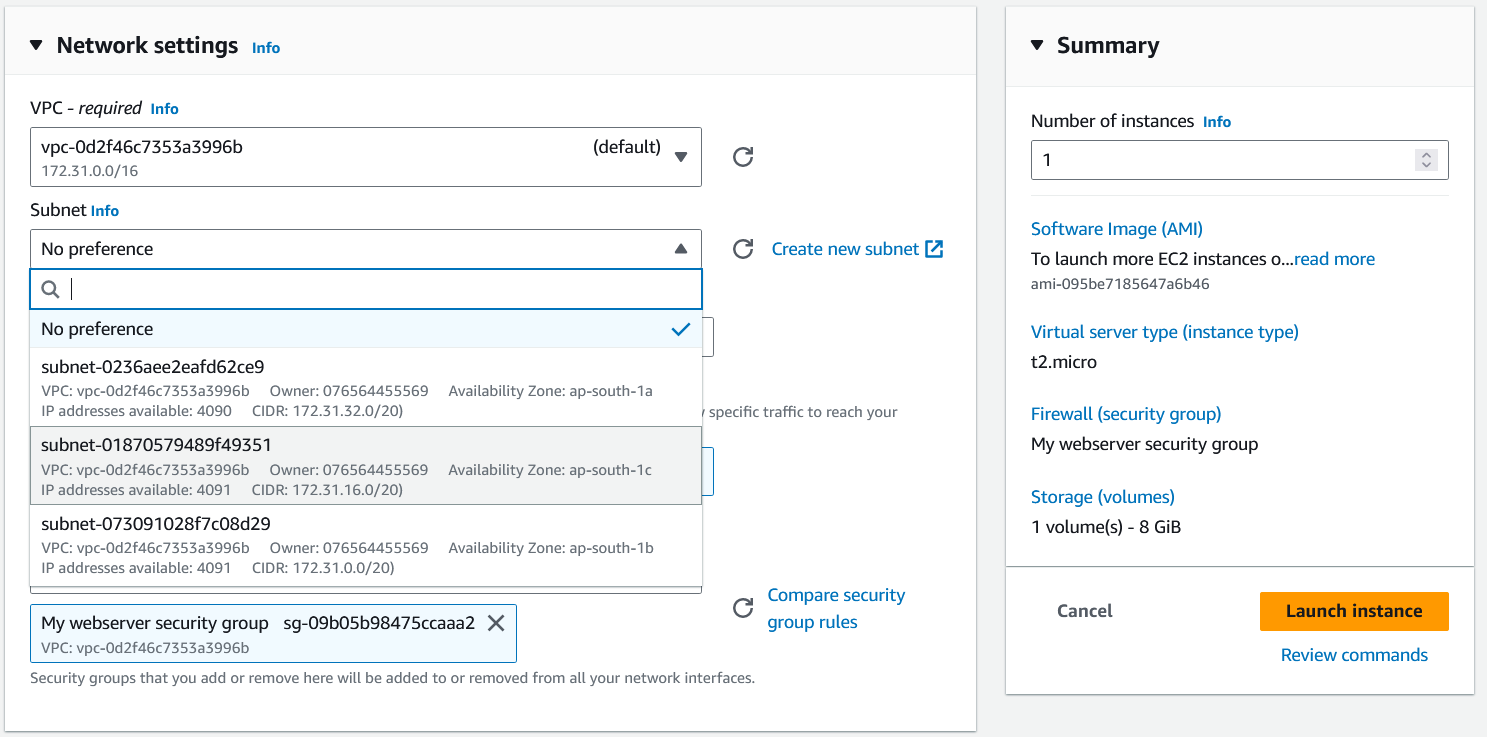 Network settings Info
VPC - required Info
vpc-0d2f46c7353a3996b (default)
172.31.0.0/16
Subnet Info
No preference
Create new subnet
No preference
subnet-0236aee2eafd62ce9
VPC: vpc-0d2f46c7353a3996b Owner: 076564455569 Availability Zone: ap-south-1a
IP addresses available: 4090 CIDR: 172.31.32.0/20)
specific traffic to reach your
subnet-01870579489f49351
VPC: vpc-0d2f46c7353a3996b Owner: 076564455569 Availability Zone: ap-south-1c
IP addresses available: 4091 CIDR: 172.31.16.0/20)
subnet-073091028f7c08d29
VPC: vpc-0d2f46c7353a3996b Owner: 076564455569 Availability Zone: ap-south-1b
IP addresses available: 4091 CIDR: 172.31.0.0/20)
Compare security
group rules
My webserver security group sg-09b05b98475ccaaa2
VPC: vpc-0d2f46c7353a3996b
Security groups that you add or remove here will be added to or removed from all your network interfaces.
Summary
Number of instances Info
1
Software Image (AMI)
To launch more EC2 instances o...read more
ami-095be7185647a6b46
Virtual server type (instance type)
t2.micro
Firewall (security group)
My webserver security group
Storage (volumes)
1 volume(s) - 8 GiB
Cancel
Launch instance
Review commands